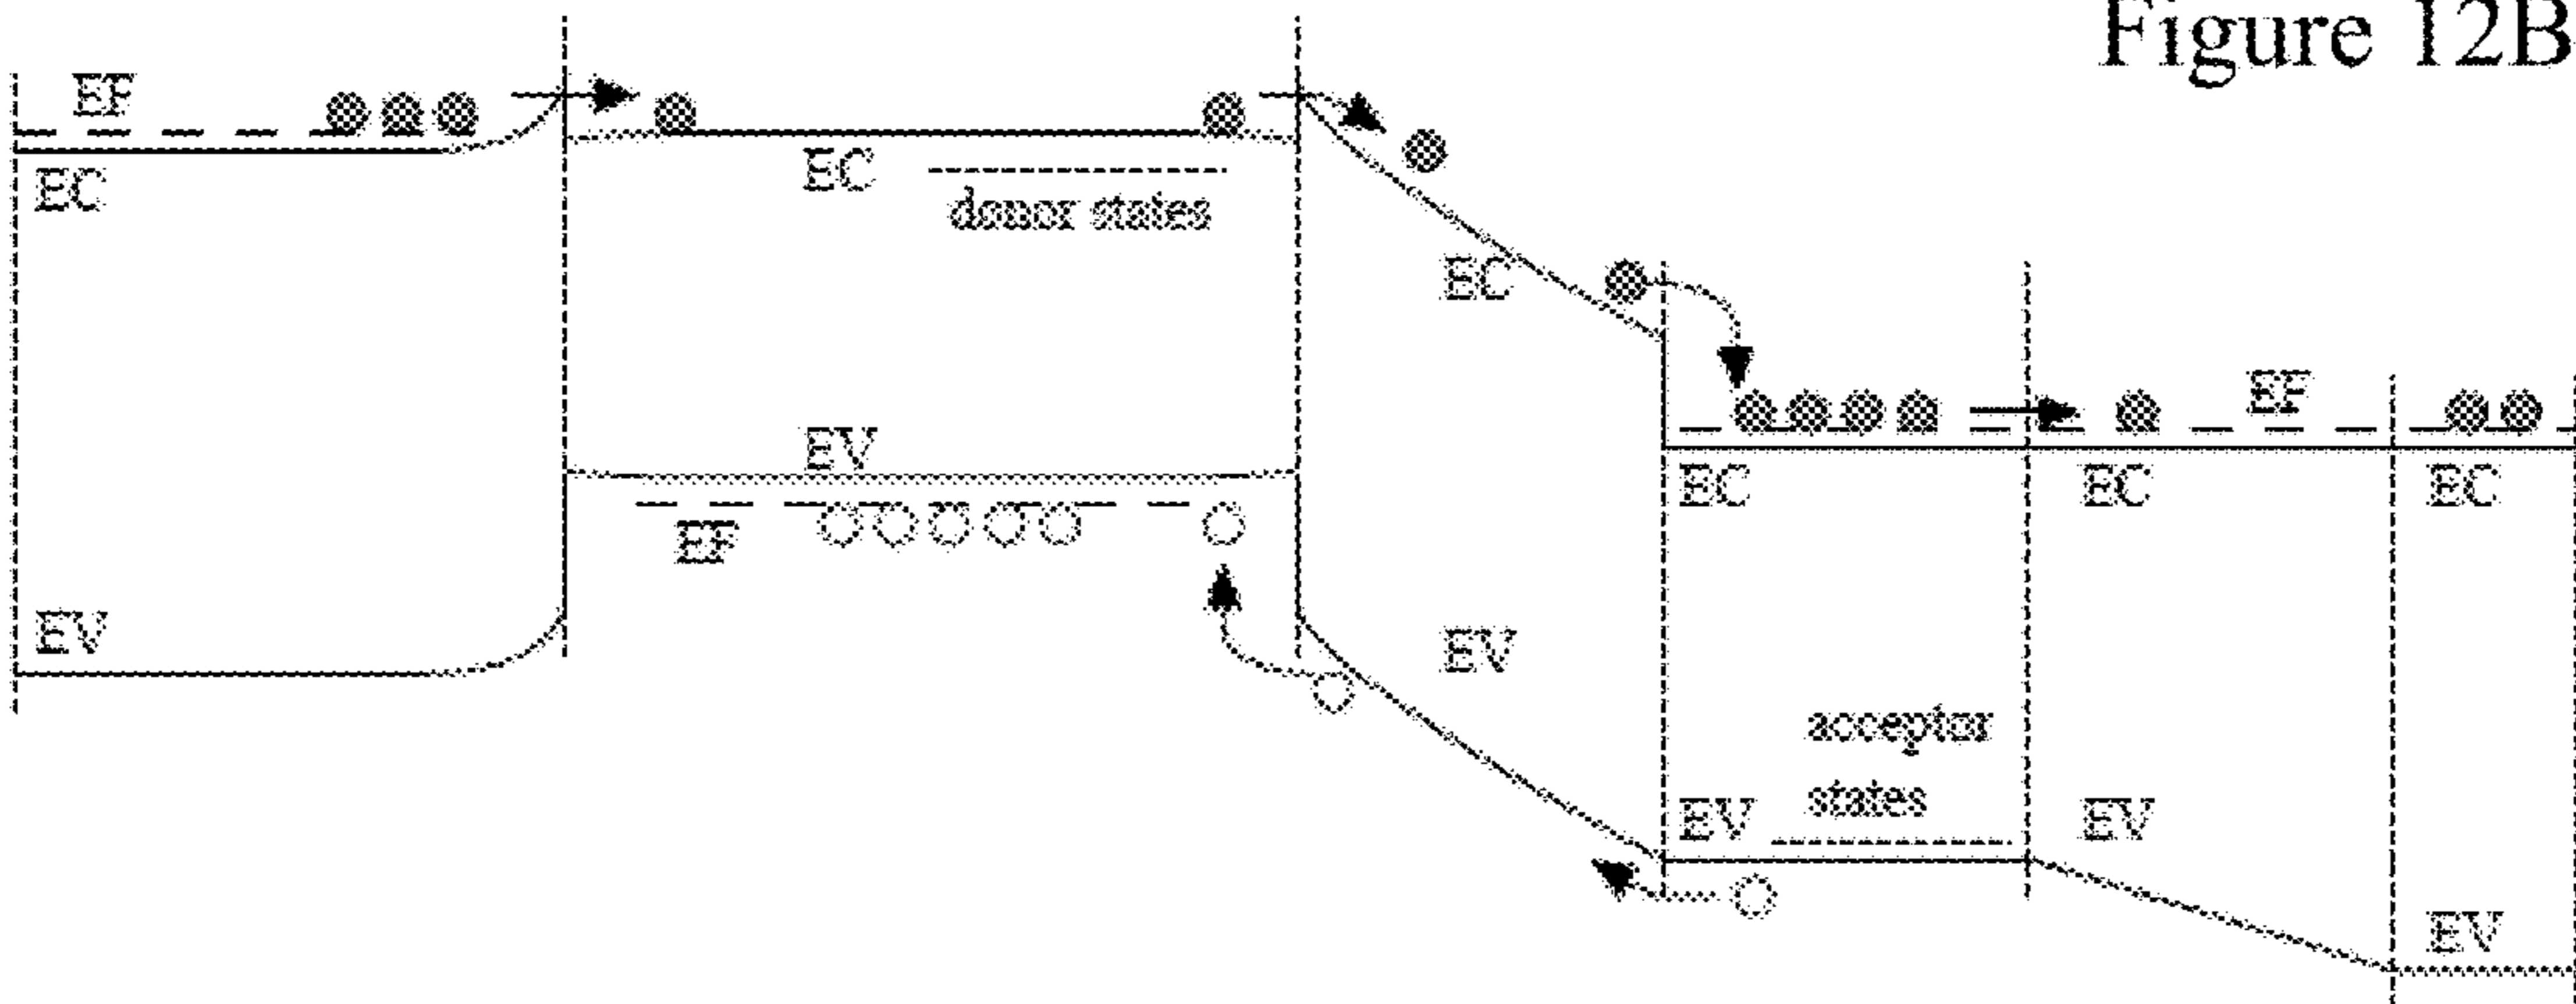 Figure 12B
EF
EC
EC
donor states
EC
EF
EV
EC
EC
EC
EF
EV
EV
acceptor
states
EV
EV
EV